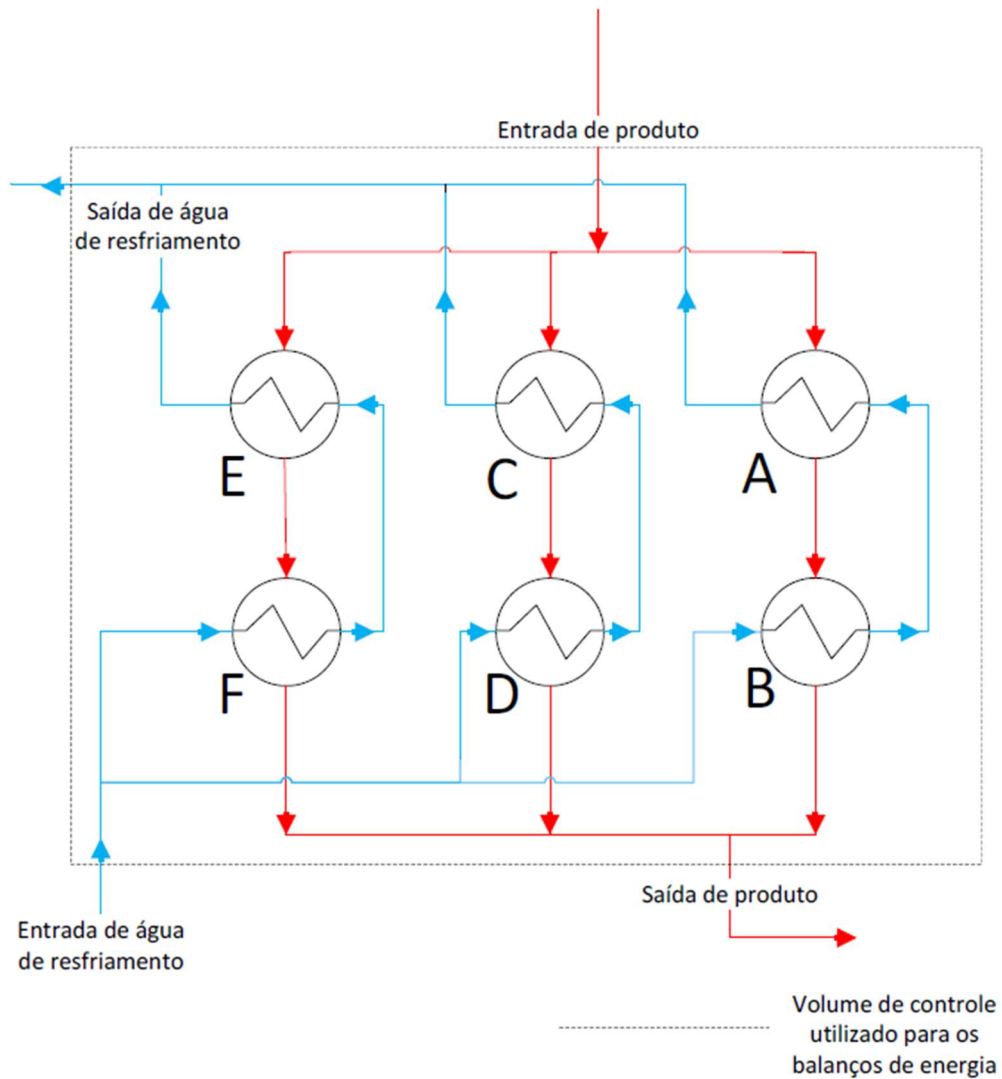 Entrada de produto
Saída de água
de resfriamento
E
C
A
F
D
B
Saída de produto
Entrada de água
de resfriamento
Volume de controle
utilizado para os
balanços de energia